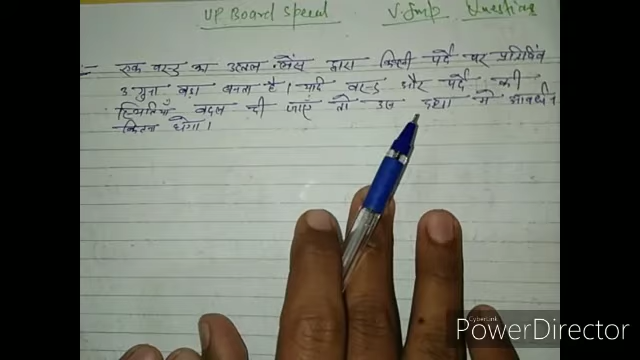 UP Board Special V-Imp Question
:- एक वस्तु का उत्तल लेंस द्वारा किसी पर्दे पर प्रतिबिंब
3 गुना बड़ा बनता है। यदि वस्तु और पर्दे की
स्थितियाँ बदल दी जाएं तो उस दशा में आवर्धन
कितना होगा।
CyberLink
PowerDirector